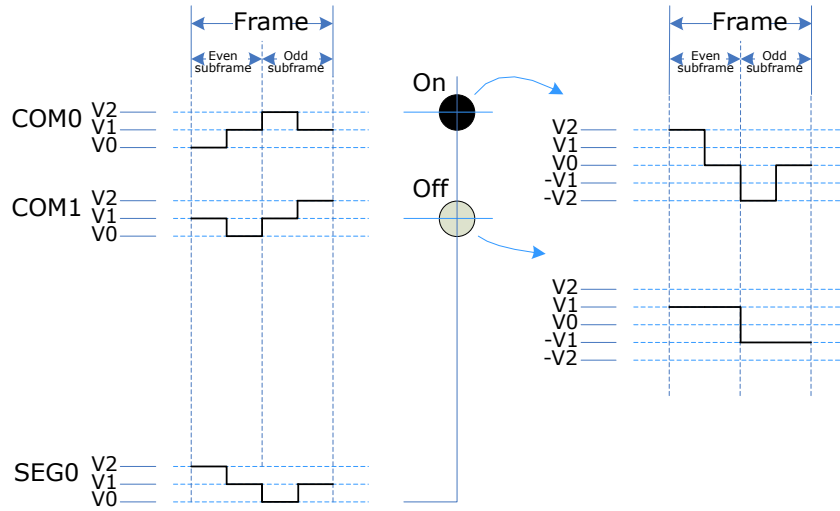 Frame
Even subframe
Odd subframe
COM0
V2
V1
V0
COM1
V2
V1
V0
SEG0
V2
V1
V0
On
Off
Frame
Even subframe
Odd subframe
V2
V1
V0
-V1
-V2
V2
V1
V0
-V1
-V2